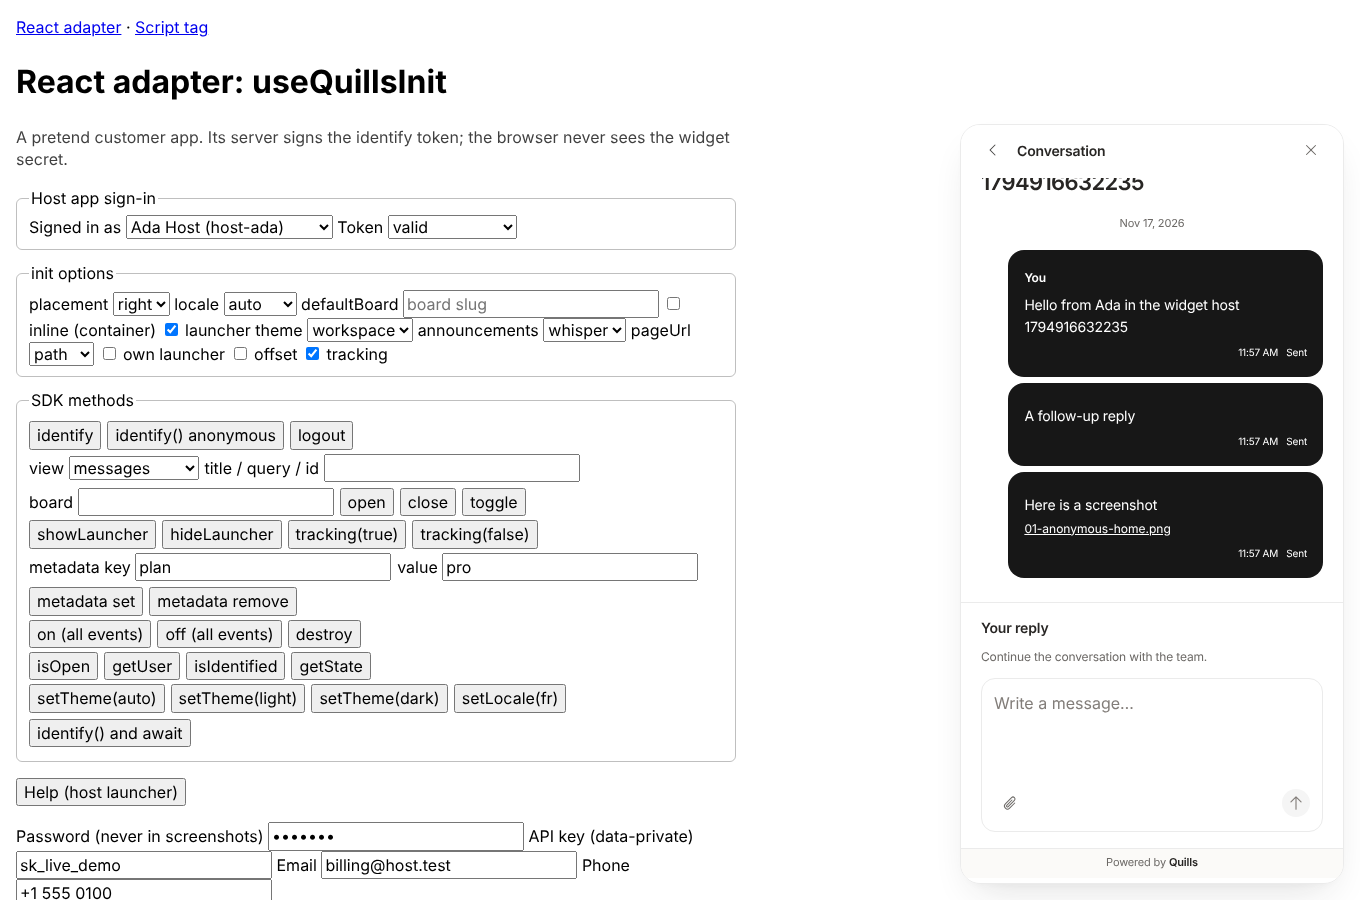 React adapter · Script tag
React adapter: useQuillsInit
A pretend customer app. Its server signs the identify token; the browser never sees the widget
secret.
Host app sign-in
Signed in as Ada Host (host-ada) Token valid
init options
placement right locale auto defaultBoard board slug
inline (container) launcher theme workspace announcements whisper pageUrl
path own launcher offset tracking
SDK methods
identify identify() anonymous logout
view messages title / query / id
board open close toggle
showLauncher hideLauncher tracking(true) tracking(false)
metadata key plan value pro
metadata set metadata remove
on (all events) off (all events) destroy
isOpen getUser isIdentified getState
setTheme(auto) setTheme(light) setTheme(dark) setLocale(fr)
identify() and await
Help (host launcher)
Password (never in screenshots) ••••••• API key (data-private)
sk_live_demo Email billing@host.test Phone
+1 555 0100
Conversation
1794916632235
Nov 17, 2026
You
Hello from Ada in the widget host
1794916632235
11:57 AM Sent
A follow-up reply
11:57 AM Sent
Here is a screenshot
01-anonymous-home.png
11:57 AM Sent
Your reply
Continue the conversation with the team.
Write a message...
Powered by Quills